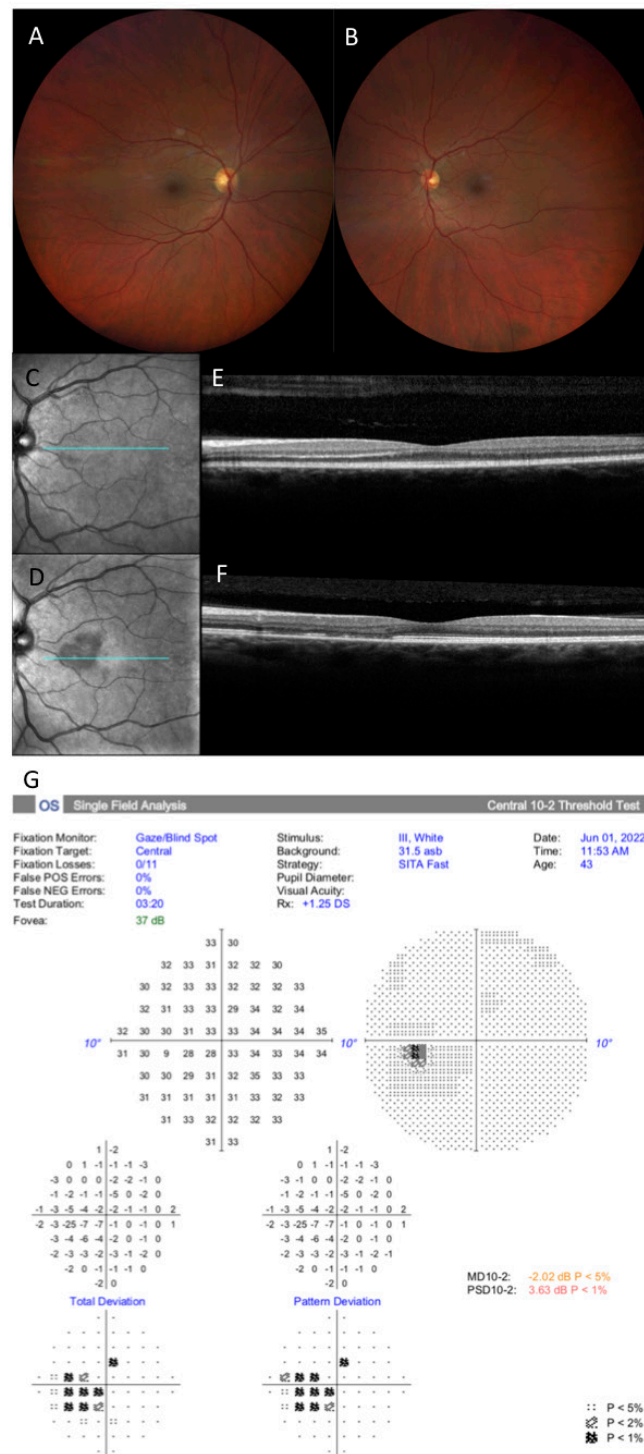 A
B
C
E
D
F
G
OS Single Field Analysis Central 10-2 Threshold Test
Fixation Monitor: Gaze/Blind Spot Stimulus: III, White Date: Jun 01, 2022
Fixation Target: Central Background: 31.5 asb Time: 11:53 AM
Fixation Losses: 0/11 Strategy: SITA Fast Age: 43
False POS Errors: 0% Pupil Diameter:
False NEG Errors: 0% Visual Acuity:
Test Duration: 03:20 Rx: +1.25 DS
Fovea: 37 dB
33 30
32 33 31 32 32 30
30 32 33 33 32 32 32 33
32 31 33 33 29 34 32 34
32 30 30 31 33 33 34 34 34 35
10° 10° 10°
31 30 9 28 28 33 34 33 34 34
30 30 29 31 32 35 33 33
31 31 31 31 31 33 33 33
31 33 32 32 32 33
31 33
1 -2 1 -2
0 1 -1 -1 -1 -3 0 1 -1 -1 -1 -3
-3 0 0 0 -1 -2 -1 0 -3 0 0 0 -1 -2 -1 0
-1 -2 -1 -1 -5 0 -2 0 -1 -2 -1 -1 -5 0 -2 0
-1 -3 -5 -4 -2 -2 -1 0 0 2 -1 -3 -5 -4 -2 -2 -1 0 0 2
-2 -3 -25 -7 -7 -1 0 -1 0 1 -2 -3 -25 -7 -7 -1 0 -1 0 1
-3 -4 -6 -4 -2 0 -1 0 -3 -4 -6 -4 -2 0 -1 0
-2 -3 -3 -3 -3 -2 -1 -1 -2 -3 -3 -3 -3 -2 -2 -1
-2 0 -1 -1 -1 0 -2 0 -1 -1 -1 0
-2 0 -2 0
MD10-2: -2.02 dB P < 5%
PSD10-2: 3.63 dB P < 1%
Total Deviation Pattern Deviation
P < 5%
P < 2%
P < 1%